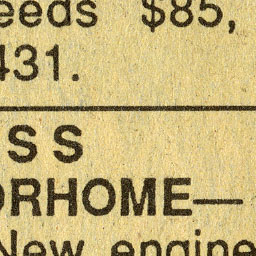 eeds $85,
431.
S S
ORHOME—
New engine